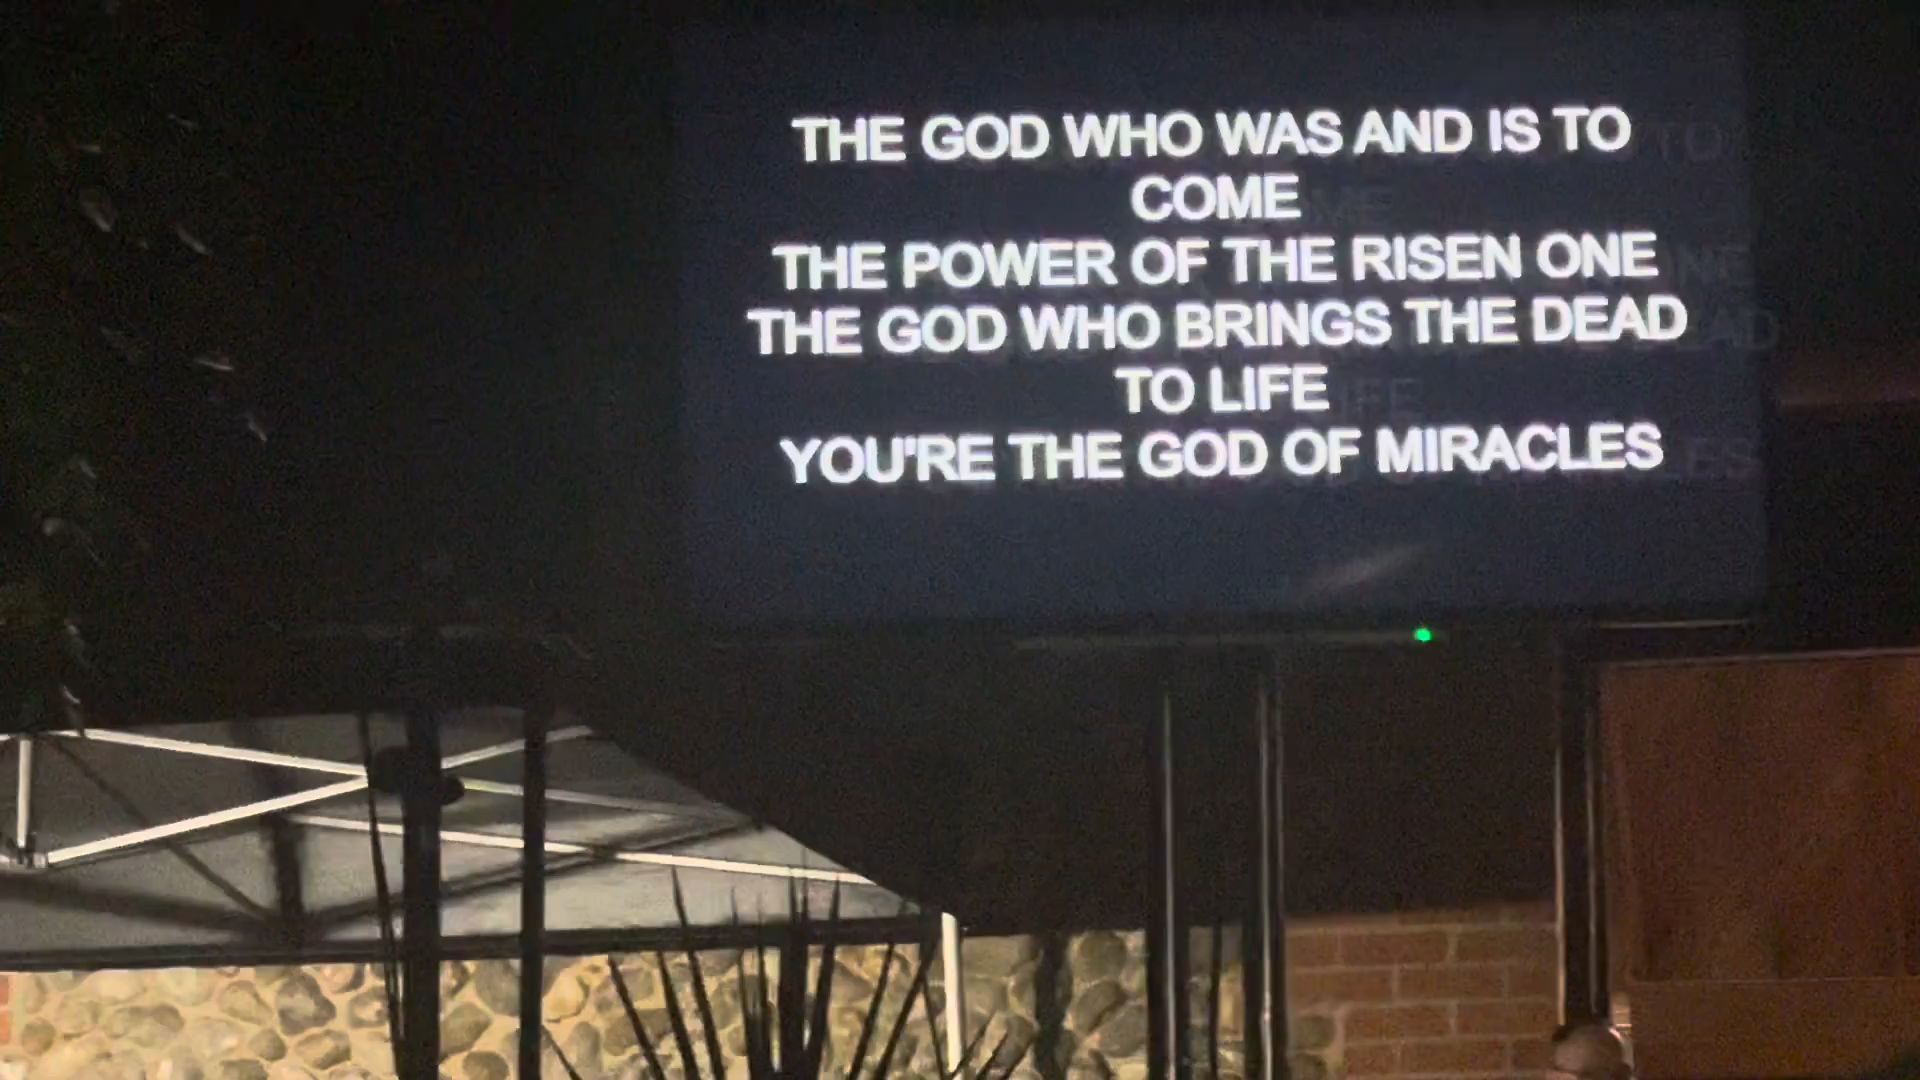 THE GOD WHO WAS AND IS TO
COME
THE POWER OF THE RISEN ONE
THE GOD WHO BRINGS THE DEAD
TO LIFE
YOU'RE THE GOD OF MIRACLES